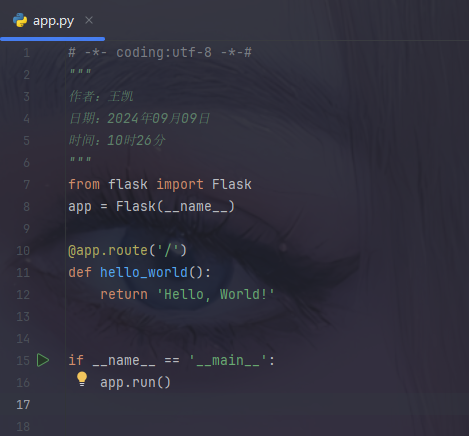 app.py
1 # -*- coding:utf-8 -*-#
2 """
3 作者：王凯
4 日期：2024年09月09日
5 时间：10时26分
6 """
7 from flask import Flask
8 app = Flask(__name__)
9
10 @app.route('/')
11 def hello_world():
12     return 'Hello, World!'
13
14
15 if __name__ == '__main__':
16     app.run()
17
18